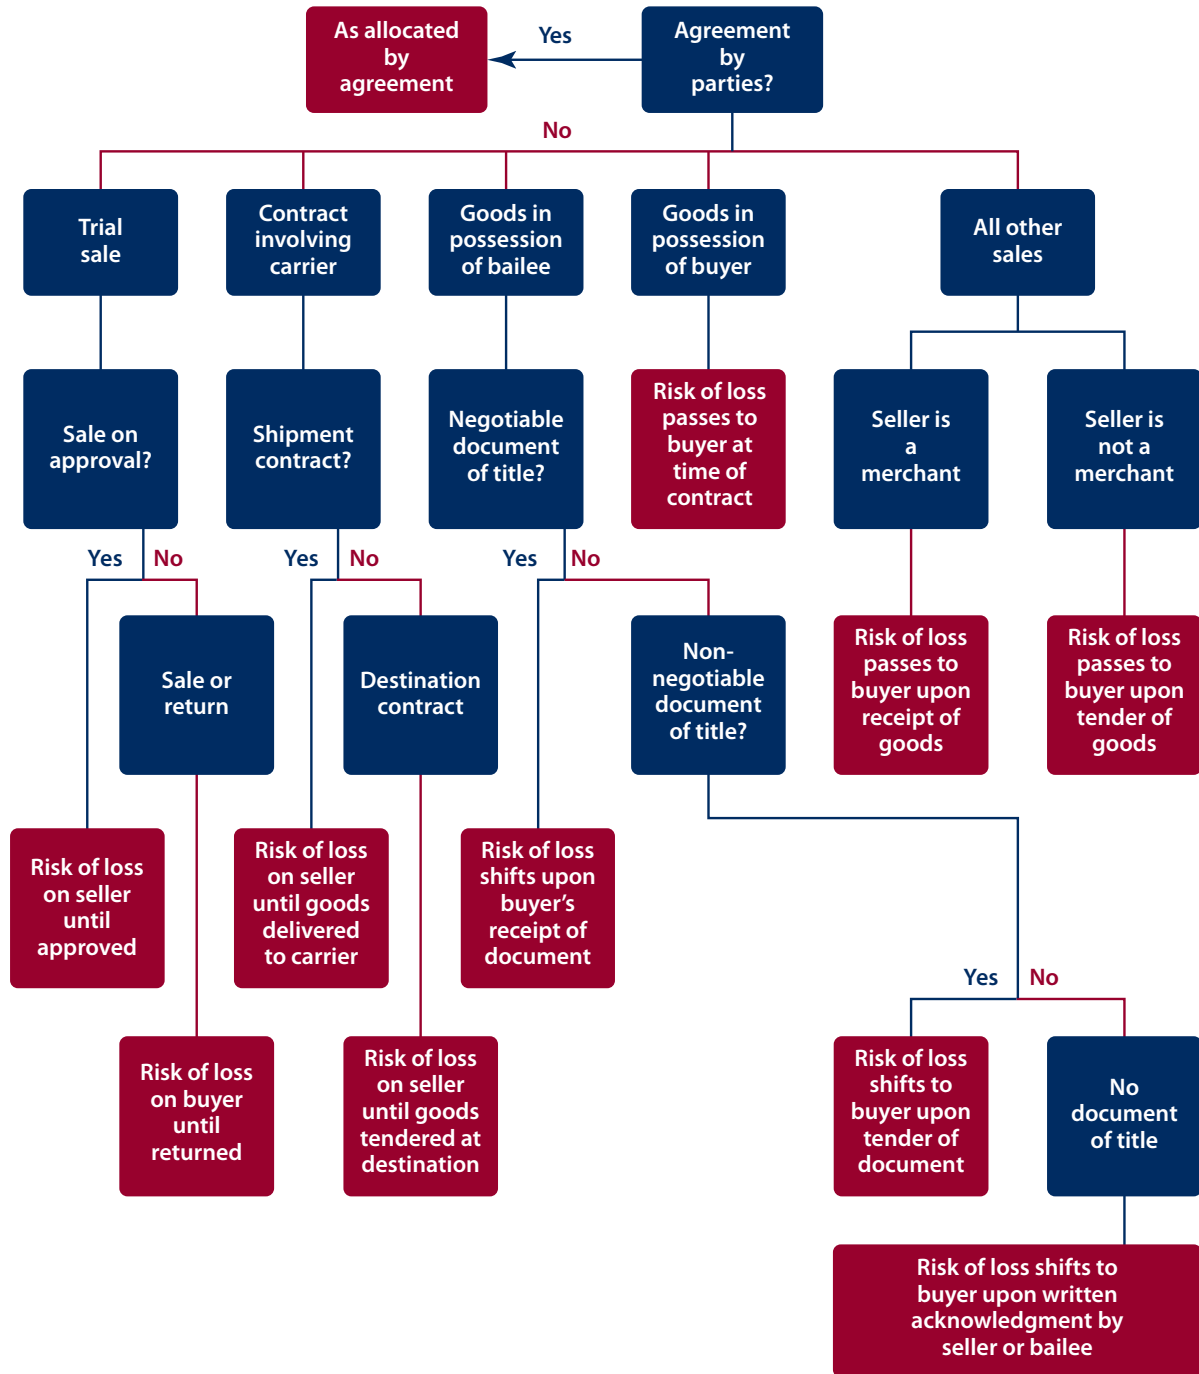 As allocated
by
agreement
Yes
Agreement
by
parties?
No
Trial
sale
Contract
involving
carrier
Goods in
possession
of bailee
Goods in
possession
of buyer
All other
sales
Sale on
approval?
Shipment
contract?
Negotiable
document
of title?
Risk of loss
passes to
buyer at
time of
contract
Seller is
a
merchant
Seller is
not a
merchant
Yes
No
Yes
No
Yes
No
Sale or
return
Destination
contract
Non-
negotiable
document
of title?
Risk of loss
passes to
buyer upon
receipt of
goods
Risk of loss
passes to
buyer upon
tender of
goods
Risk of loss
on seller
until
approved
Risk of loss
on seller
until goods
delivered
to carrier
Risk of loss
shifts upon
buyer’s
receipt of
document
Yes
No
Risk of loss
on buyer
until
returned
Risk of loss
on seller
until goods
tendered at
destination
Risk of loss
shifts to
buyer upon
tender of
document
No
document
of title
Risk of loss shifts to
buyer upon written
acknowledgment by
seller or bailee